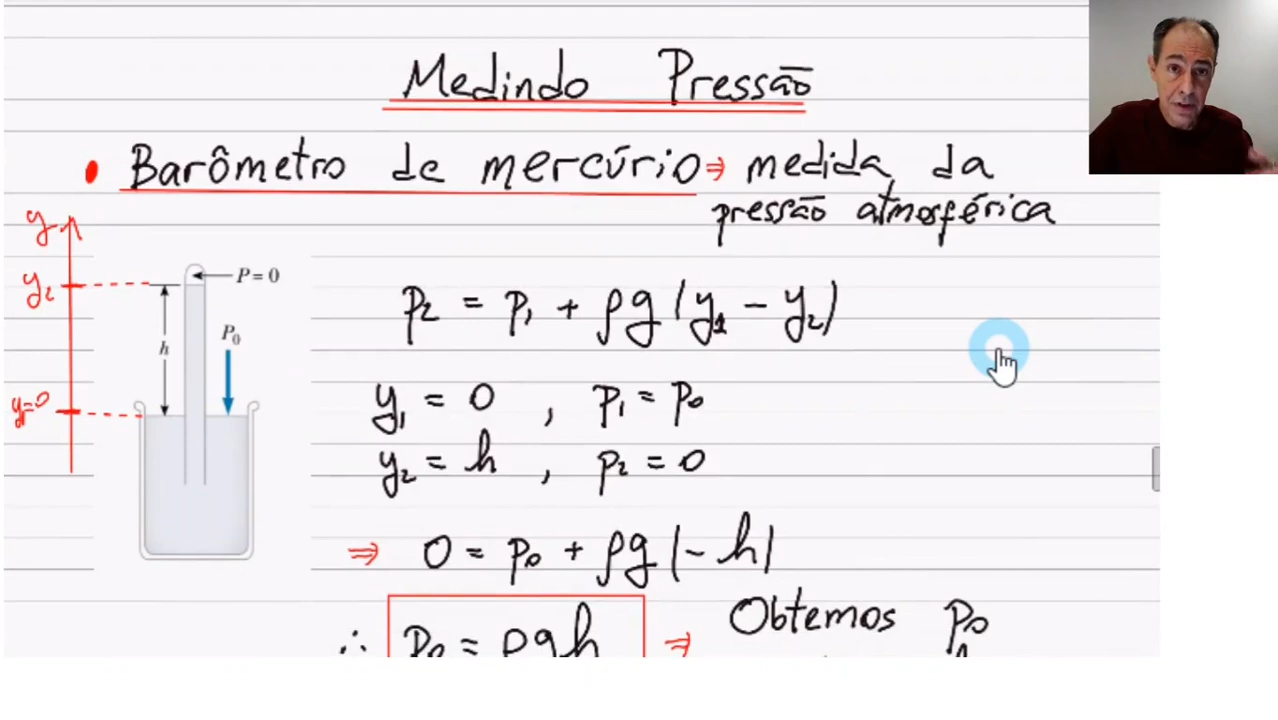 Medindo Pressão
• Barômetro de mercúrio ⇒ medida da
pressão atmosférica
y
y₂
P = 0
h
P₀
y=0
p₂ = p₁ + ρg(y₁ - y₂)
y₁ = 0 , p₁ = p₀
y₂ = h , p₂ = 0
⇒ 0 = p₀ + ρg(-h)
∴ p₀ = ρgh ⇒ Obtemos p₀